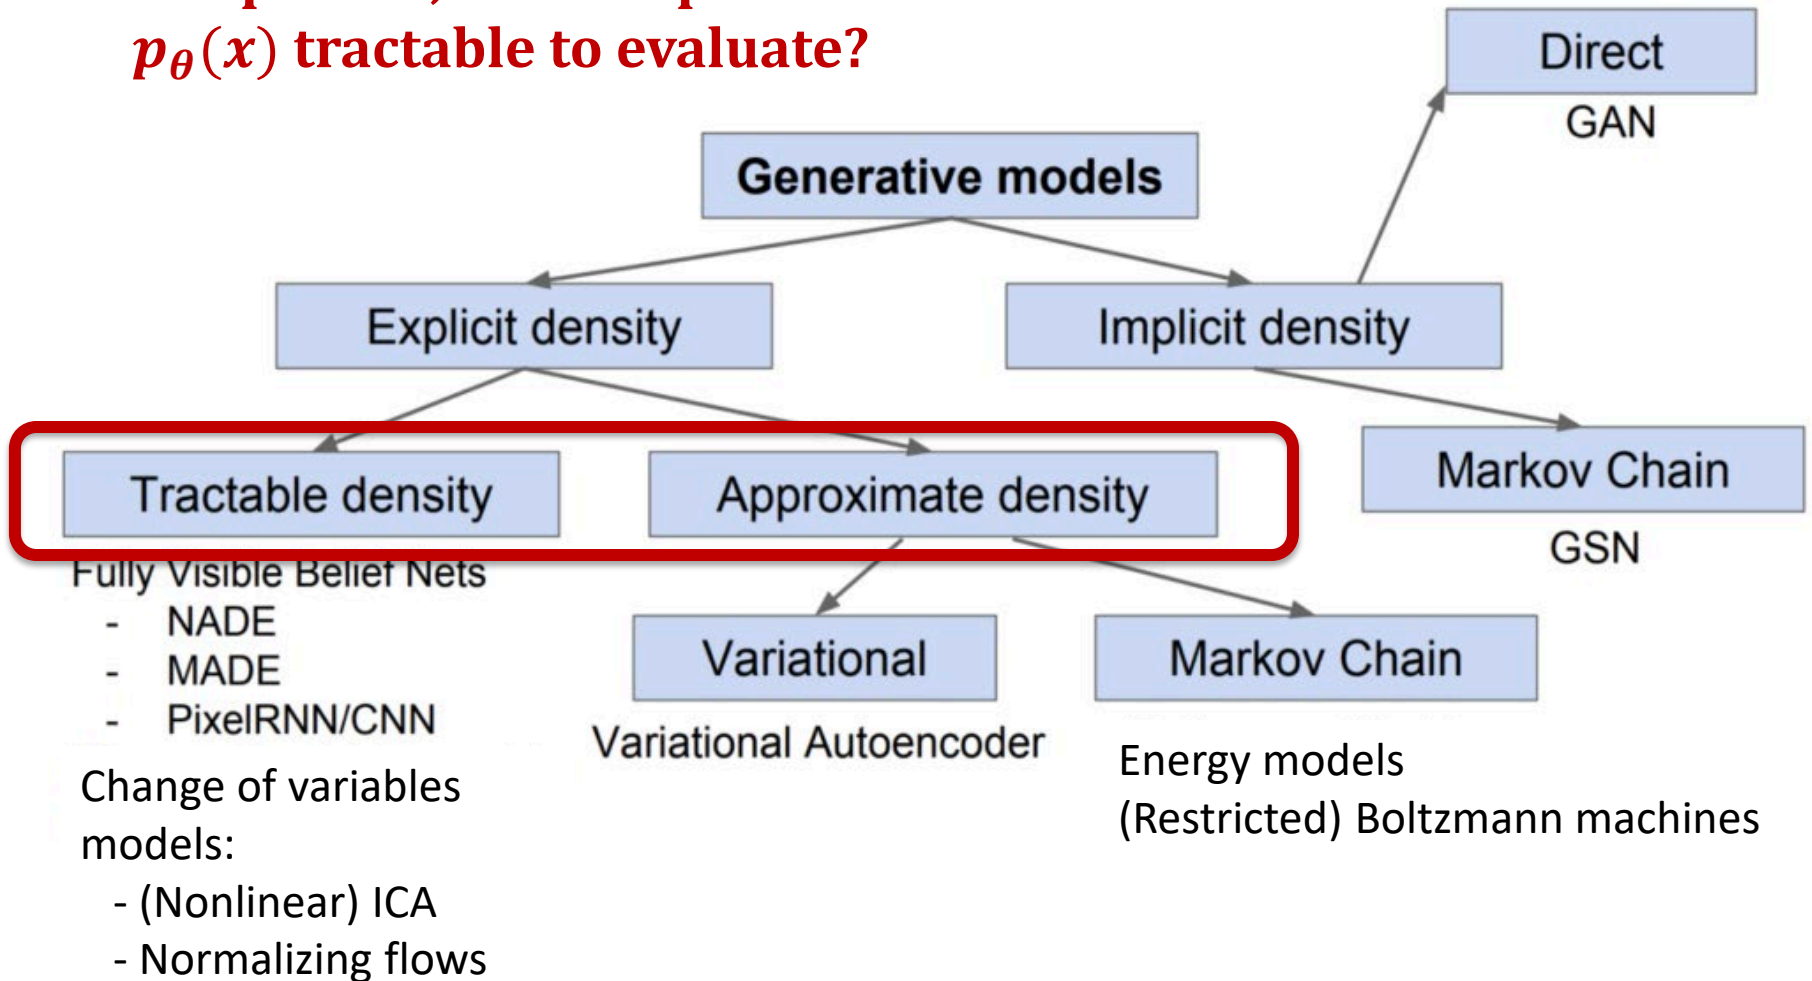 p_θ(x) tractable to evaluate?
Direct
GAN
Generative models
Explicit density
Implicit density
Tractable density
Approximate density
Markov Chain
GSN
Fully Visible Belief Nets
- NADE
- MADE
- PixelRNN/CNN
Variational
Markov Chain
Variational Autoencoder
Energy models
(Restricted) Boltzmann machines
Change of variables
models:
- (Nonlinear) ICA
- Normalizing flows